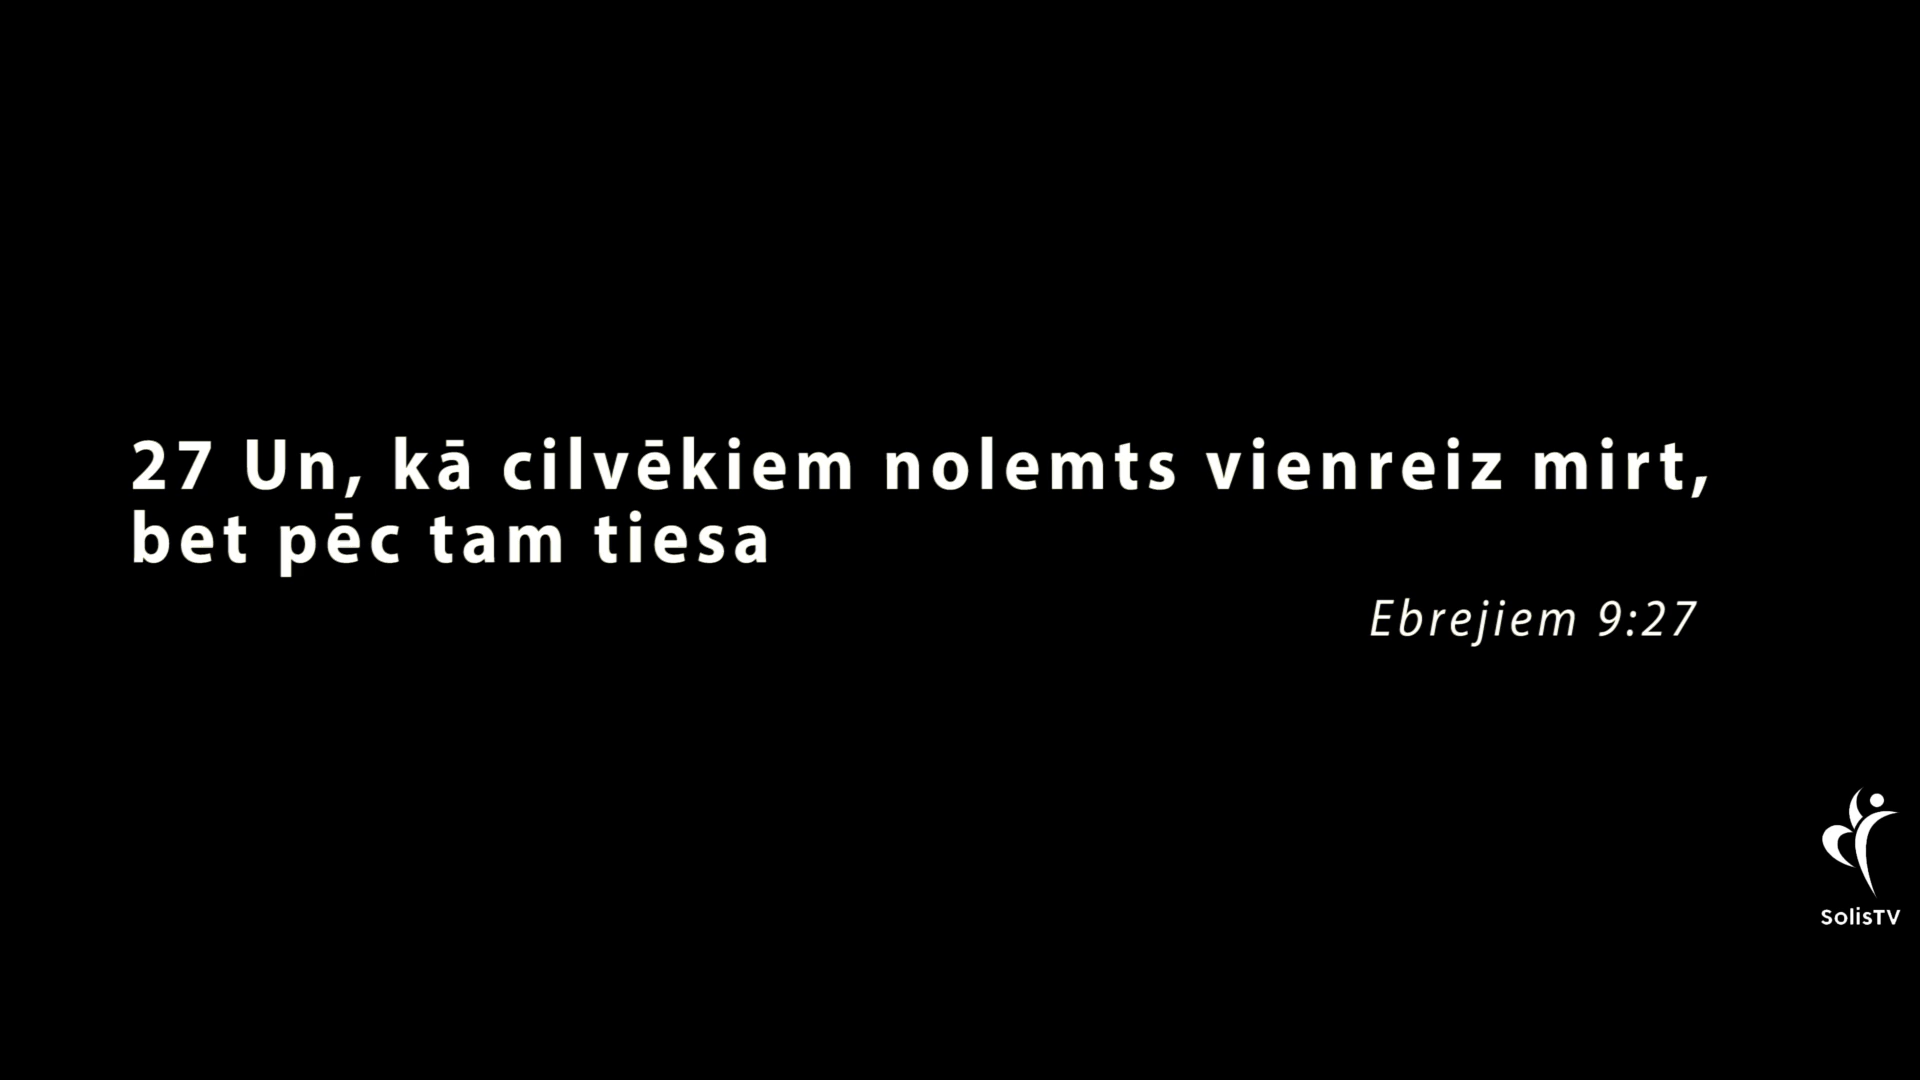 27 Un, kā cilvēkiem nolemts vienreiz mirt,
bet pēc tam tiesa
Ebrejiem 9:27
SolisTV